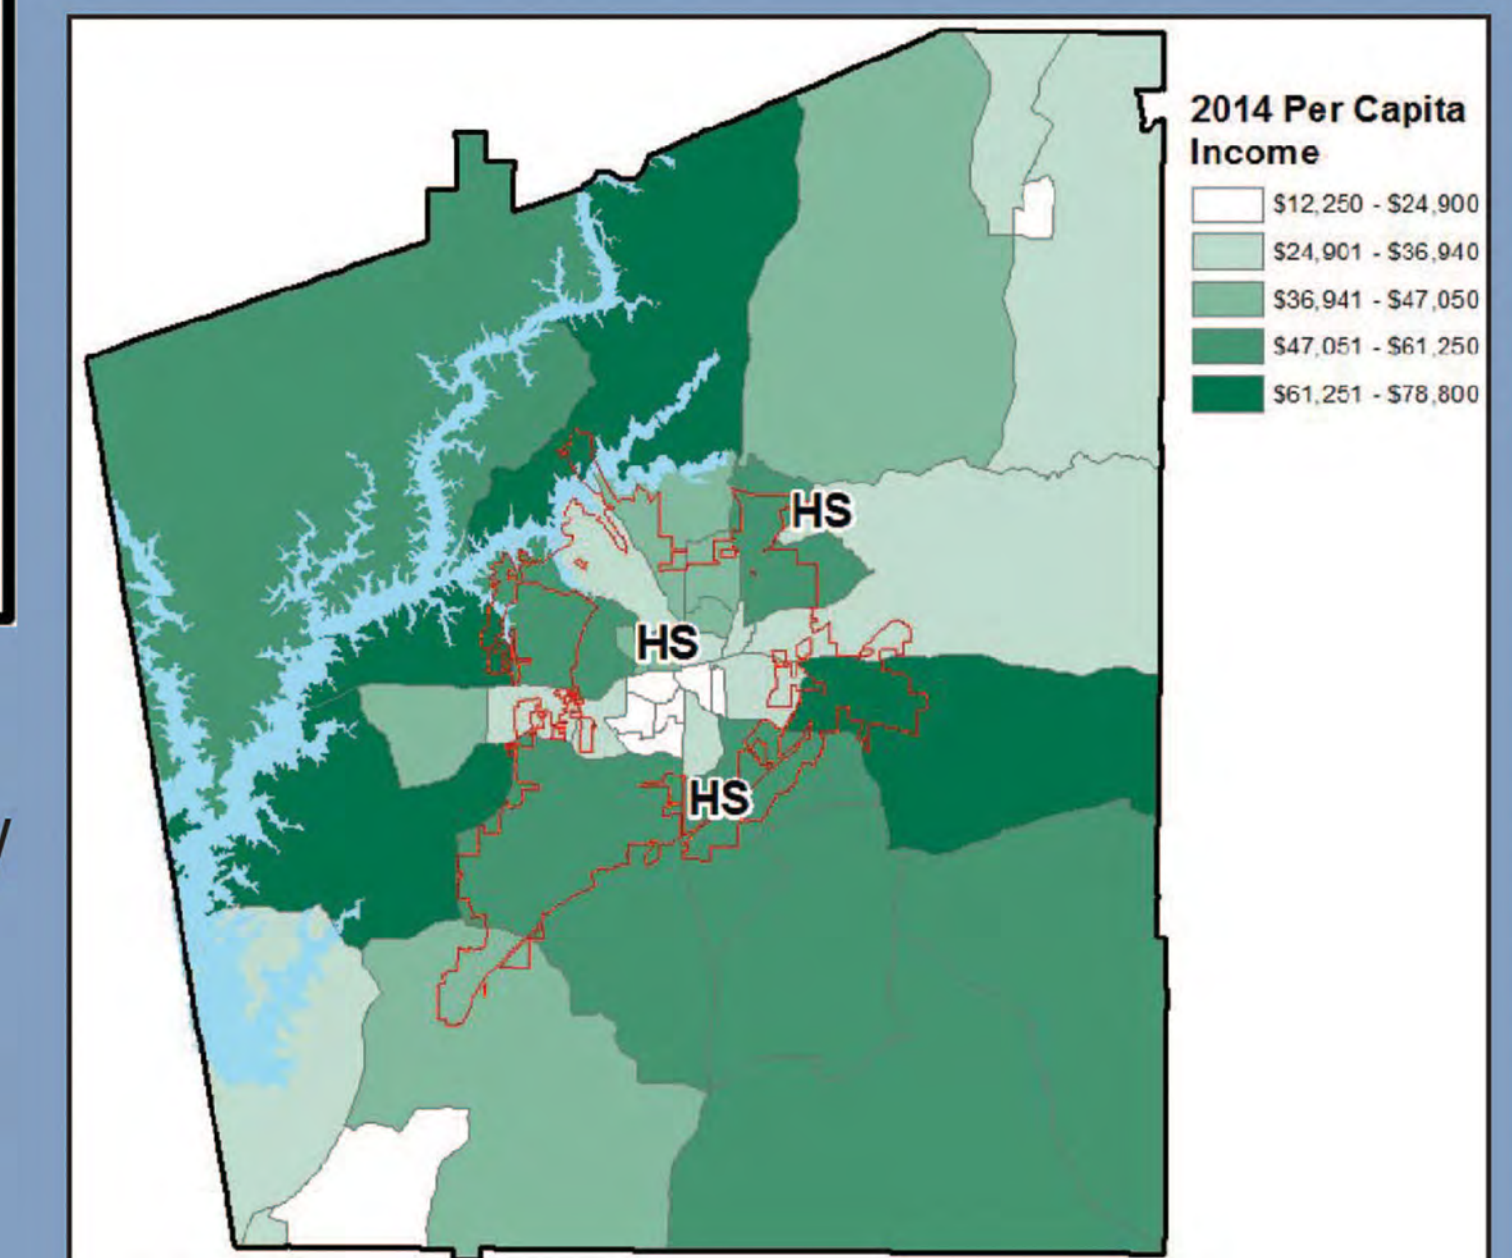 2014 Per Capita
Income
$12,250 - $24,900
$24,901 - $36,940
$36,941 - $47,050
$47,051 - $61,250
$61,251 - $78,800
HS
HS
HS